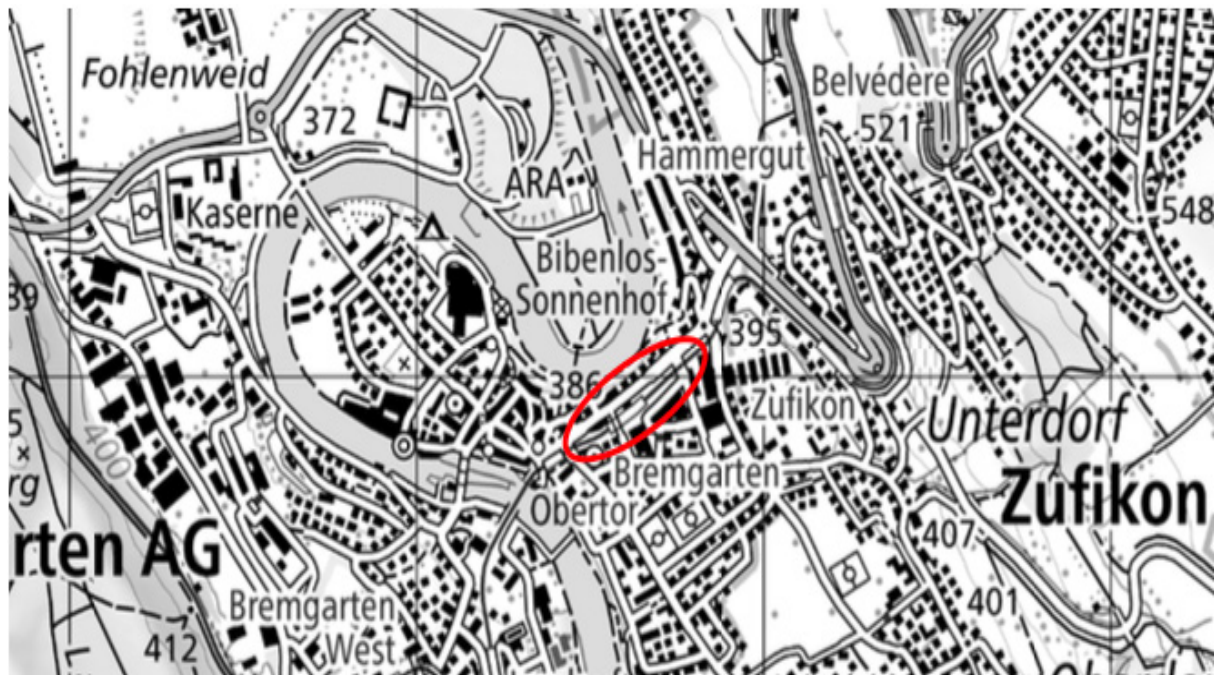 Fohlenweid
Belvédère
521
372
Hammergut
ARA
Kaserne
548
Bibenlos-
Sonnenhof
39
395
386
Zufikon
Unterdorf
5
400
Bremgarten
rg
Zufikon
Obertor
407
rten AG
401
Bremgarten
West
412